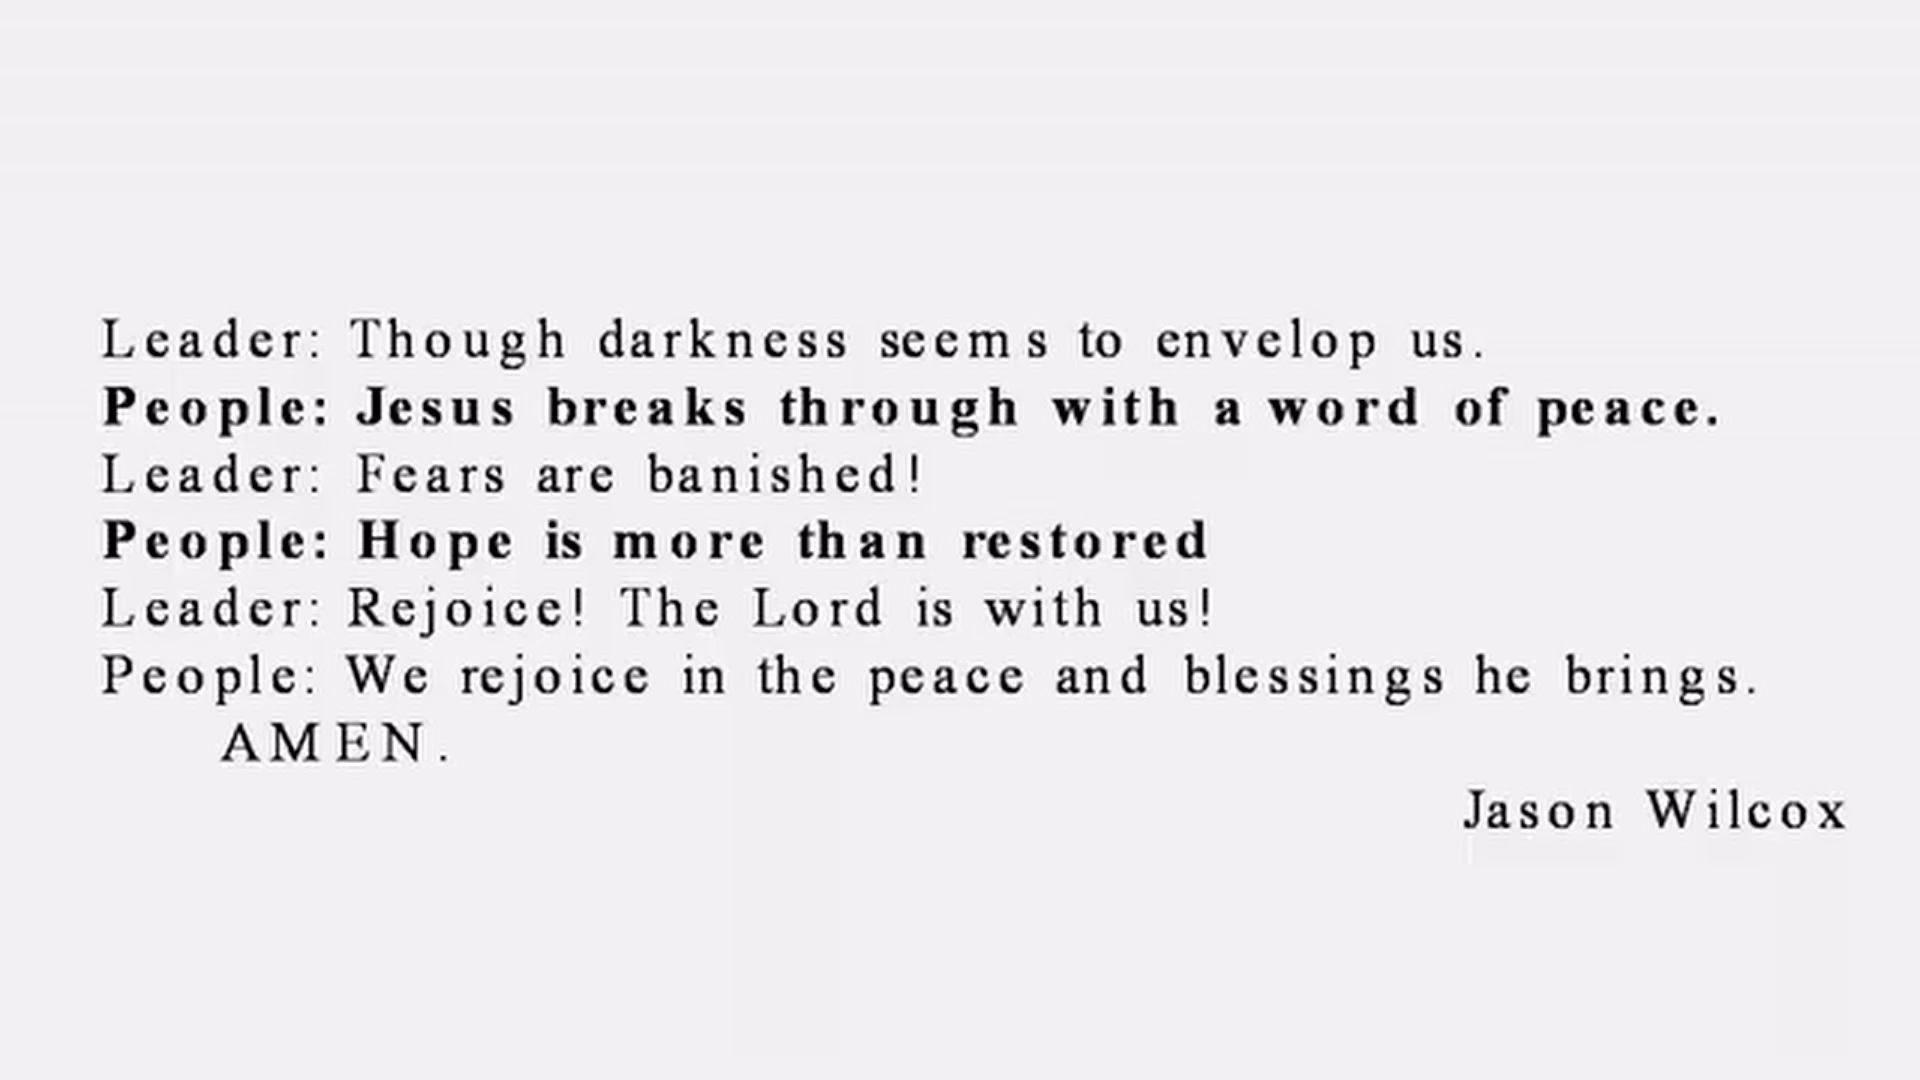 Leader: Though darkness seems to envelop us.
People: Jesus breaks through with a word of peace.
Leader: Fears are banished!
People: Hope is more than restored
Leader: Rejoice! The Lord is with us!
People: We rejoice in the peace and blessings he brings.
AMEN.
Jason Wilcox